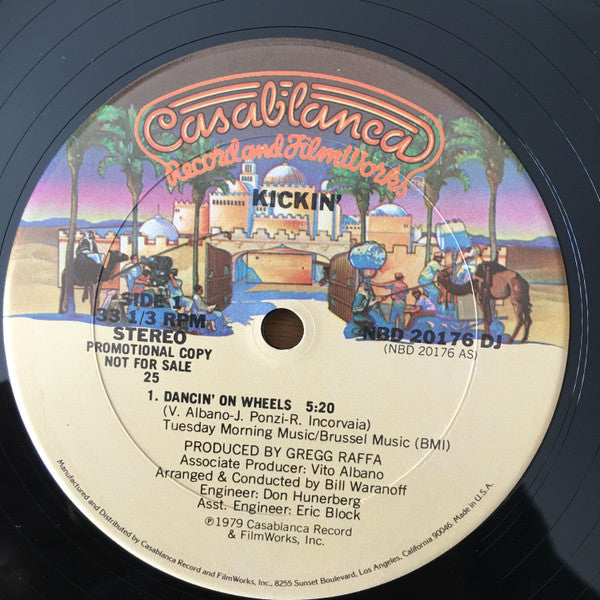 Casablanca
Record and FilmWorks
KICKIN'
SIDE 1
33 1/3 RPM
STEREO
PROMOTIONAL COPY
NOT FOR SALE
25
NBD 20176 DJ
(NBD 20176 AS)
1. DANCIN' ON WHEELS 5:20
(V. Albano-J. Ponzi-R. Incorvaia)
Tuesday Morning Music/Brussel Music (BMI)
PRODUCED BY GREGG RAFFA
Associate Producer: Vito Albano
Arranged & Conducted by Bill Waranoff
Engineer: Don Hunerberg
Asst. Engineer: Eric Block
℗1979 Casablanca Record
& FilmWorks, Inc.
Manufactured and Distributed by Casablanca Record and FilmWorks, Inc., 8255 Sunset Boulevard, Los Angeles, California 90046. Made in U.S.A.